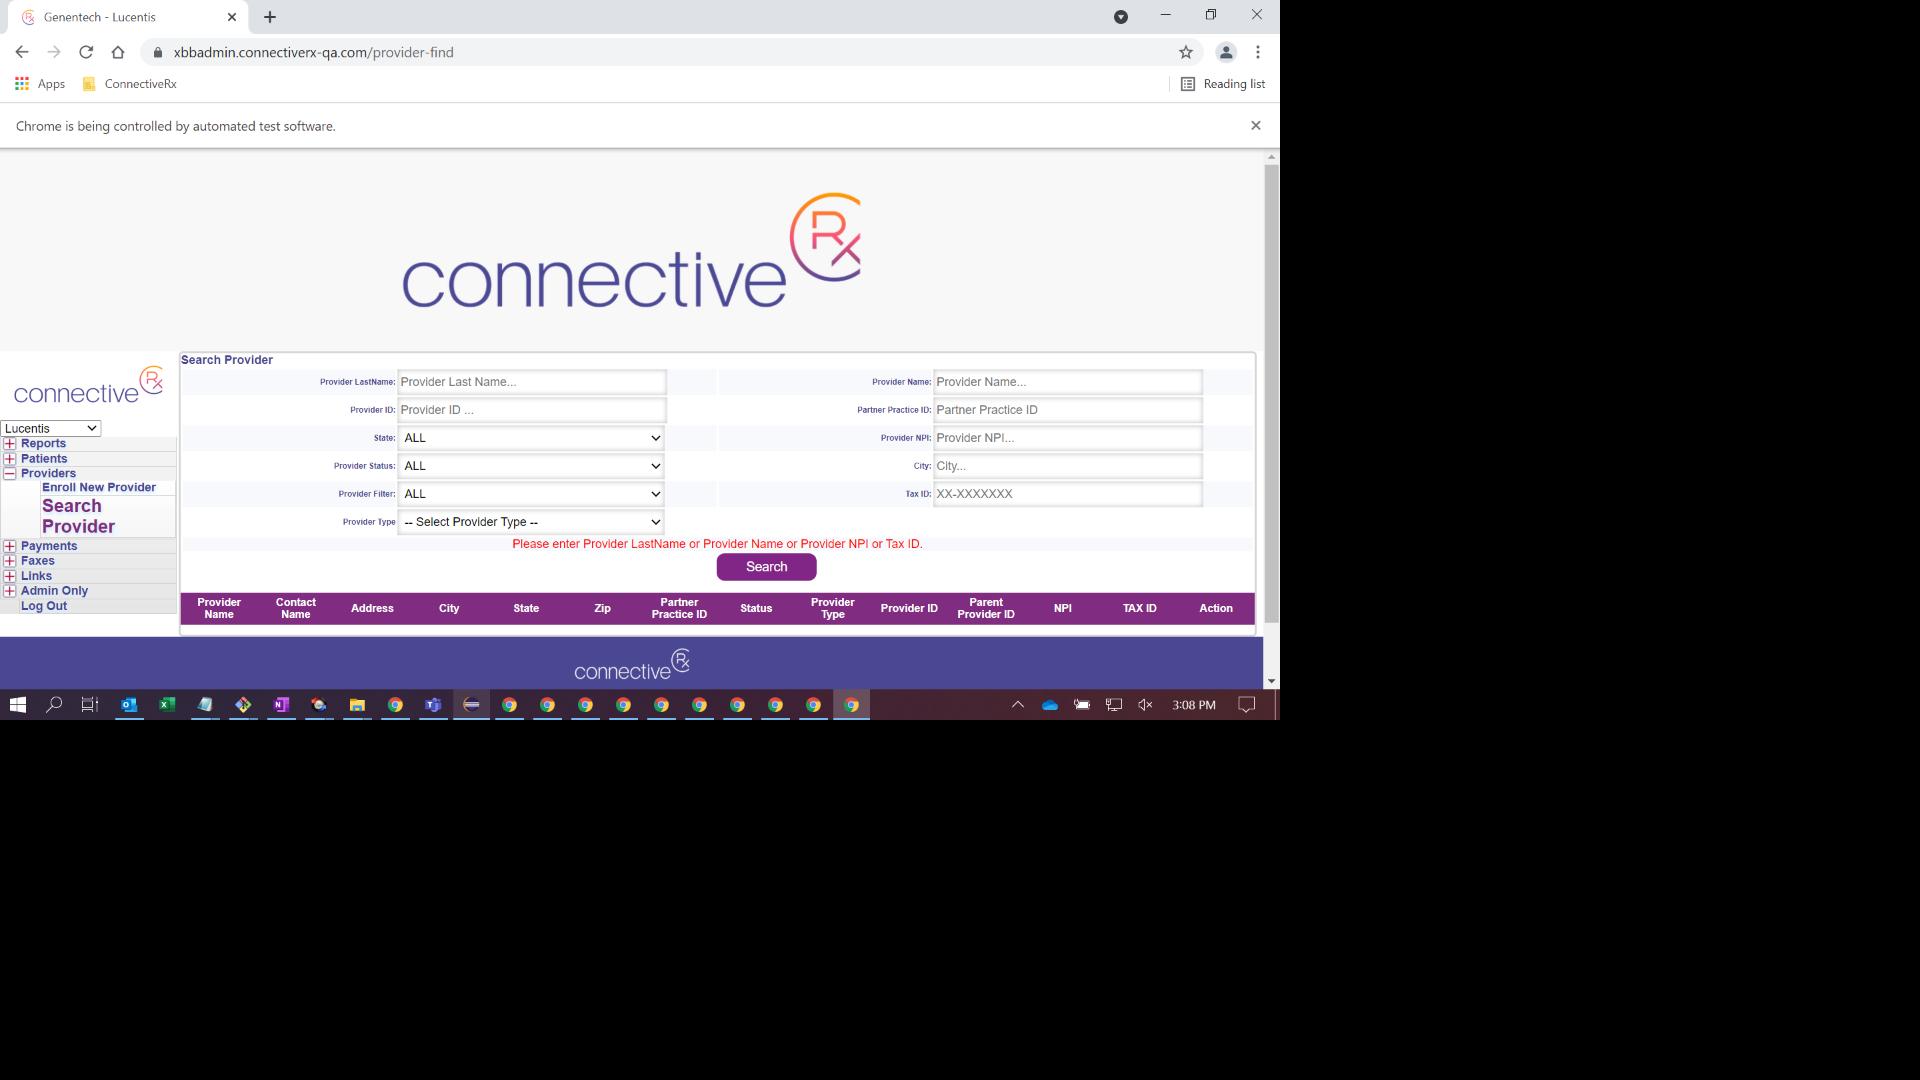 Genentech - Lucentis
xbbadmin.connectiverx-qa.com/provider-find
Apps
ConnectiveRx
Reading list
Chrome is being controlled by automated test software.
connective Rx
connective Rx
Lucentis
Reports
Patients
Providers
Enroll New Provider
Search
Provider
Payments
Faxes
Links
Admin Only
Log Out
Search Provider
Provider LastName: Provider Last Name... Provider Name: Provider Name...
Provider ID: Provider ID ... Partner Practice ID: Partner Practice ID
State: ALL Provider NPI: Provider NPI...
Provider Status: ALL City: City...
Provider Filter: ALL Tax ID: XX-XXXXXXX
Provider Type -- Select Provider Type --
Please enter Provider LastName or Provider Name or Provider NPI or Tax ID.
Search
Provider Name Contact Name Address City State Zip Partner Practice ID Status Provider Type Provider ID Parent Provider ID NPI TAX ID Action
connective Rx
3:08 PM